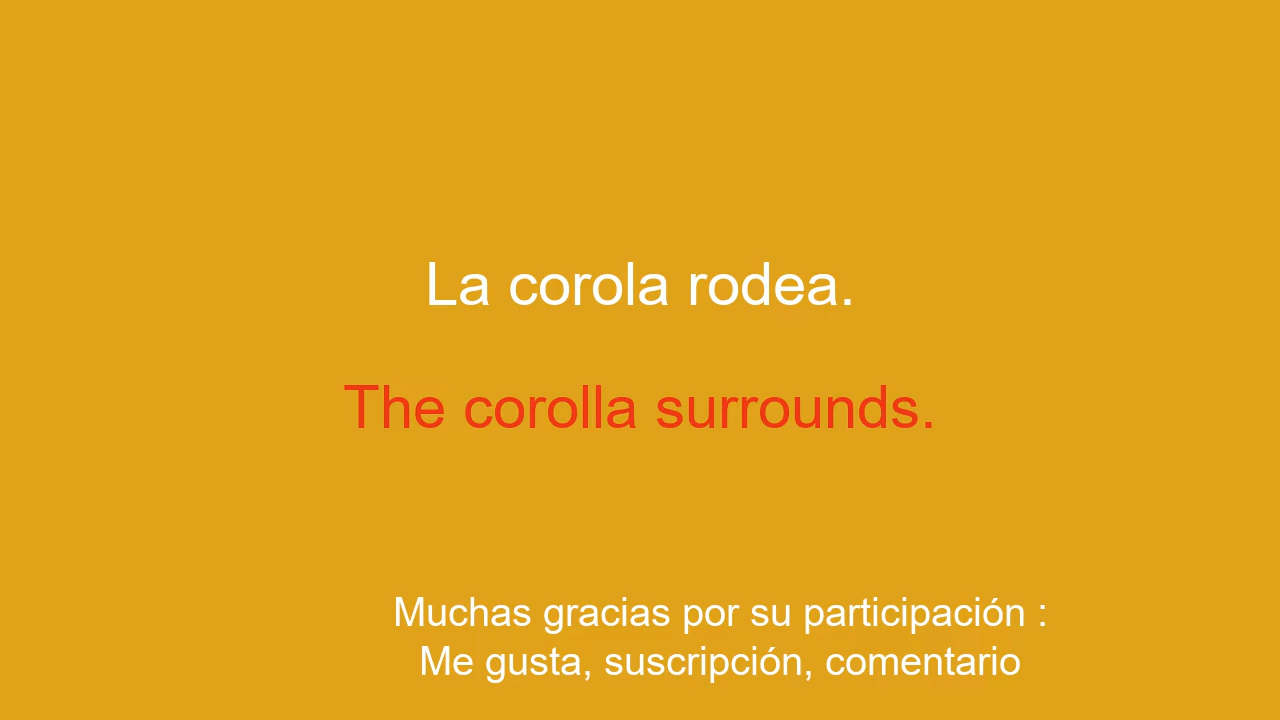 La corola rodea.
The corolla surrounds.
Muchas gracias por su participación :
Me gusta, suscripción, comentario